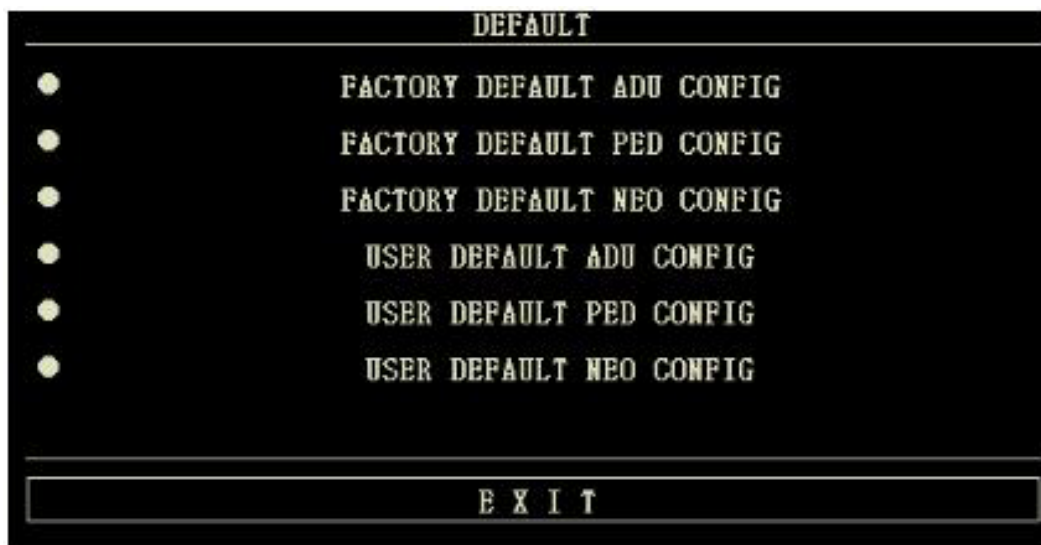 DEFAULT
FACTORY DEFAULT ADU CONFIG
FACTORY DEFAULT PED CONFIG
FACTORY DEFAULT NEO CONFIG
USER DEFAULT ADU CONFIG
USER DEFAULT PED CONFIG
USER DEFAULT NEO CONFIG
E X I T